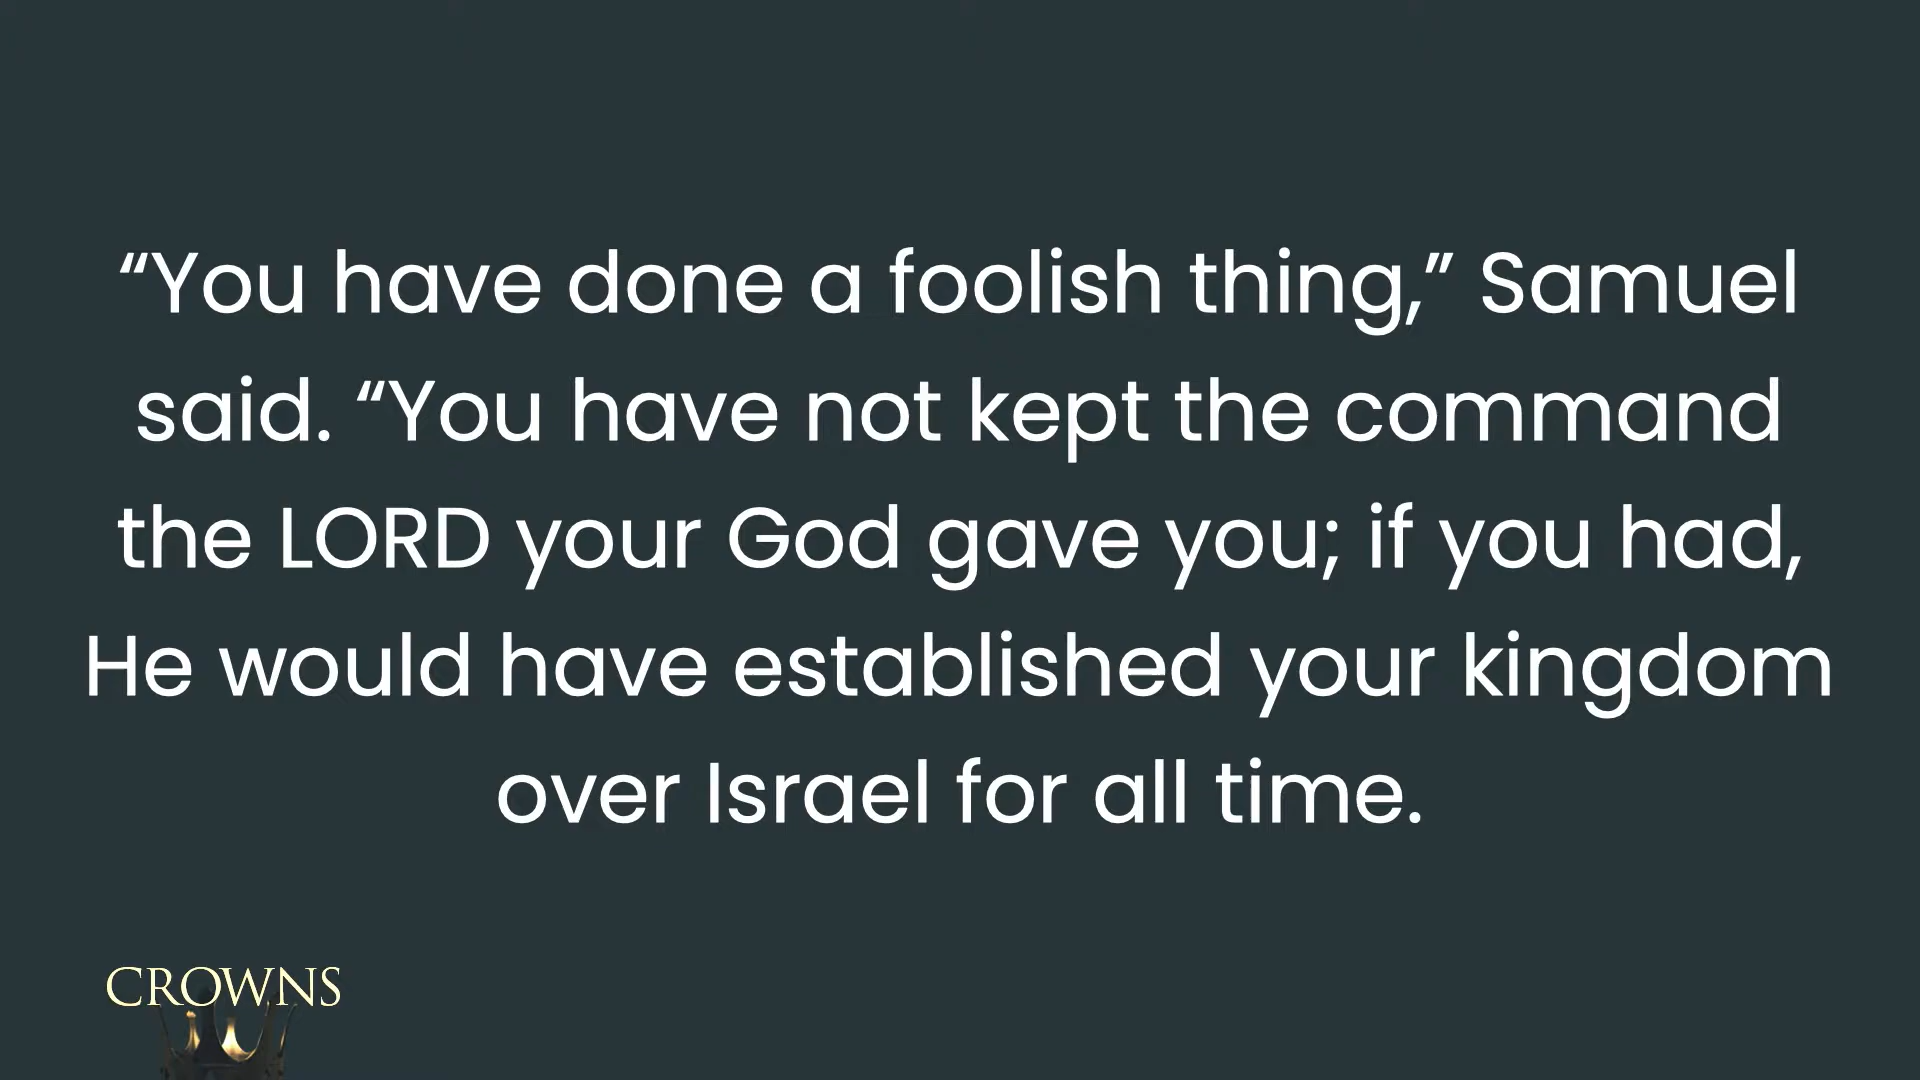 “You have done a foolish thing,” Samuel
said. “You have not kept the command
the LORD your God gave you; if you had,
He would have established your kingdom
over Israel for all time.
CROWNS